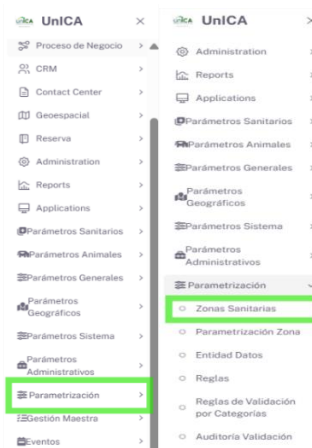 UnICA
Proceso de Negocio
CRM
Contact Center
Geoespacial
Reserva
Administration
Reports
Applications
Parámetros Sanitarios
Parámetros Animales
Parámetros Generales
Parámetros
Geográficos
Parámetros Sistema
Parámetros
Administrativos
Parametrización
Gestión Maestra
Eventos
UnICA
Administration
Reports
Applications
Parámetros Sanitarios
Parámetros Animales
Parámetros Generales
Parámetros
Geográficos
Parámetros Sistema
Parámetros
Administrativos
Parametrización
Zonas Sanitarias
Parametrización Zona
Entidad Datos
Reglas
Reglas de Validación
por Categorías
Auditoría Validación